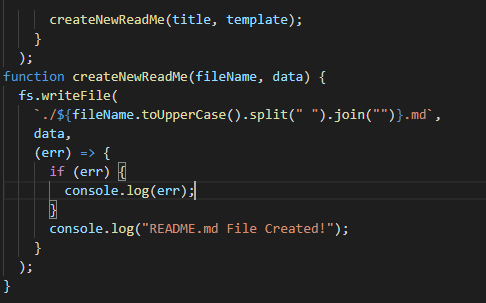 createNewReadMe(title, template);
    }
  );
function createNewReadMe(fileName, data) {
  fs.writeFile(
    `./${fileName.toUpperCase().split(" ").join("")}.md`,
    data,
    (err) => {
      if (err) {
        console.log(err);
      }
      console.log("README.md File Created!");
    }
  );
}